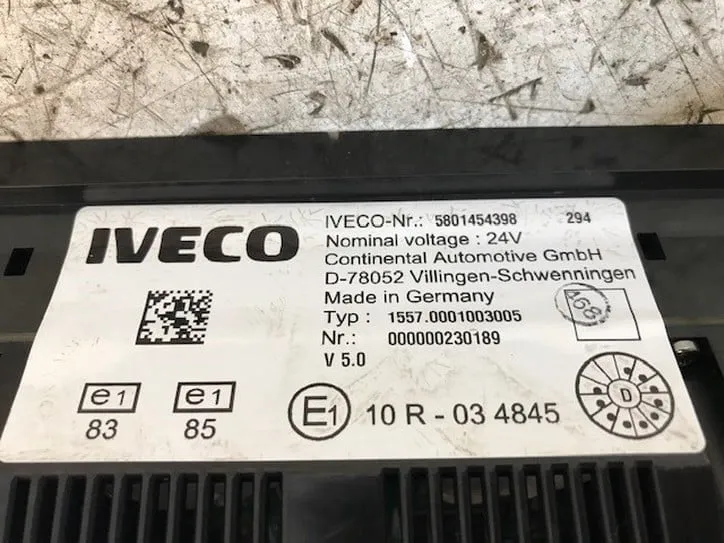 IVECO
IVECO-Nr.: 5801454398 294
Nominal voltage : 24V
Continental Automotive GmbH
D-78052 Villingen-Schwenningen
Made in Germany
Typ : 1557.0001003005
Nr.: 000000230189
V 5.0
e1
83
e1
85
E1
10 R - 03 4845
D